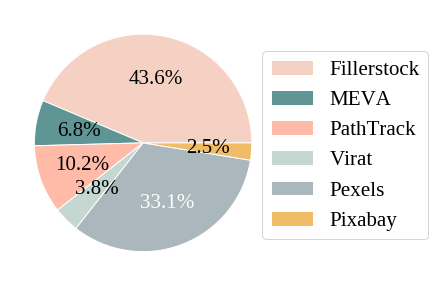 43.6%
6.8%
10.2%
3.8%
33.1%
2.5%
Fillerstock
MEVA
PathTrack
Virat
Pexels
Pixabay